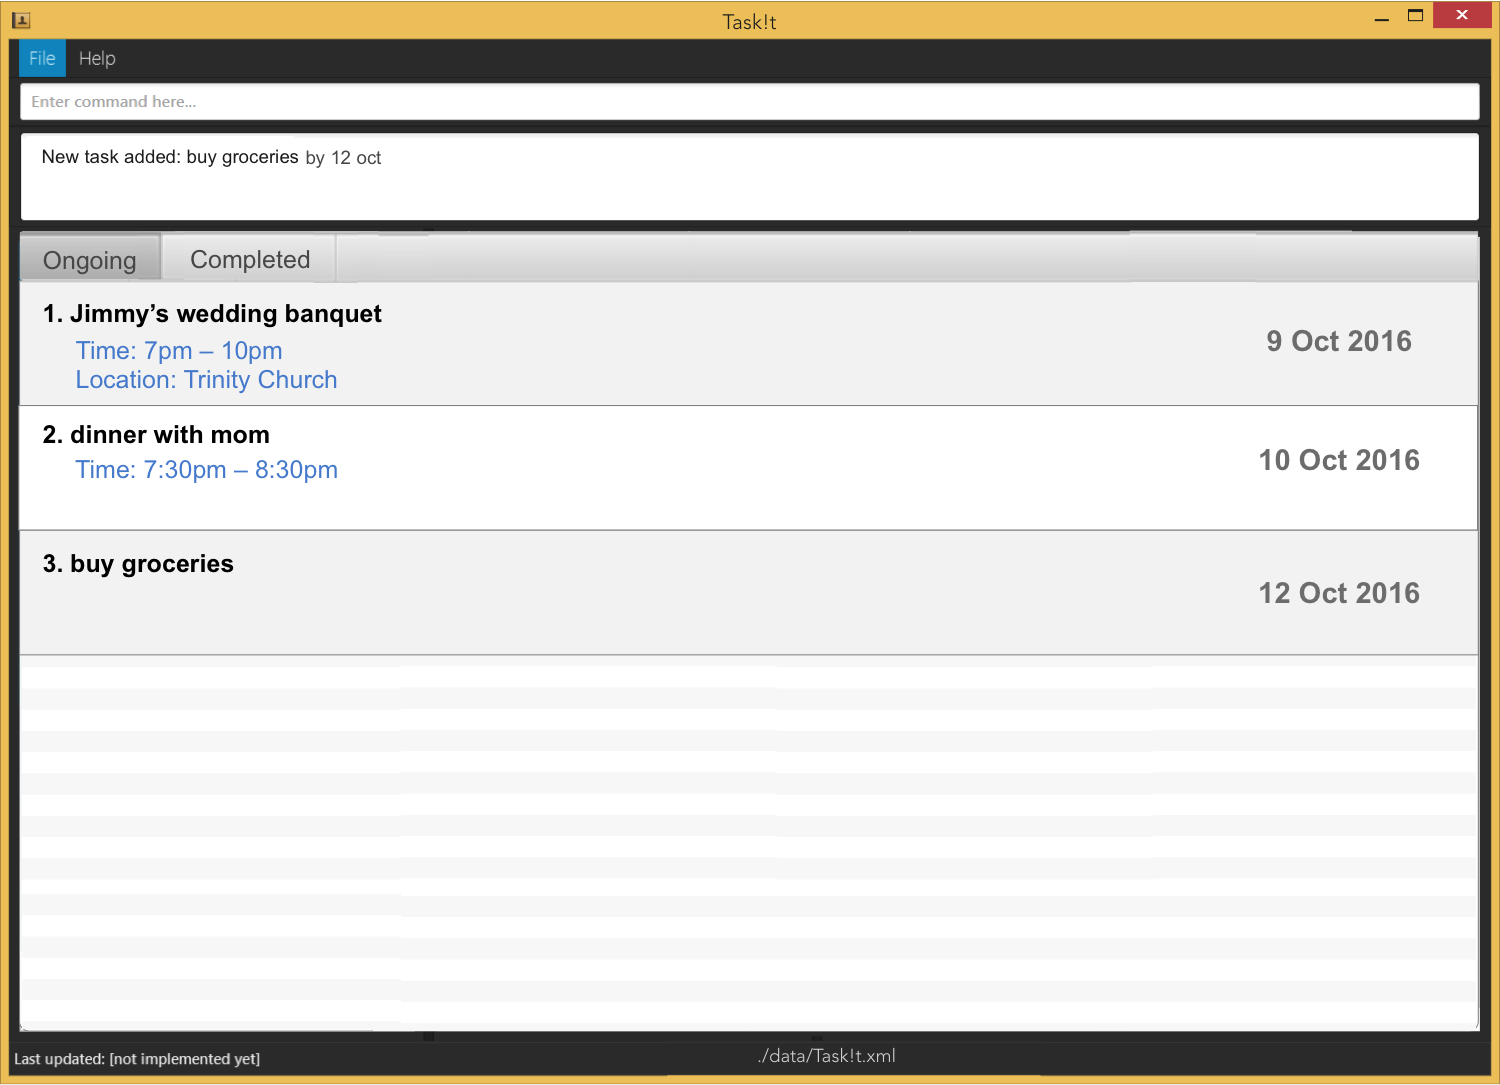 Task!t
File Help
Enter command here...
New task added: buy groceries by 12 oct
Ongoing Completed
1. Jimmy’s wedding banquet
Time: 7pm – 10pm
Location: Trinity Church
9 Oct 2016
2. dinner with mom
Time: 7:30pm – 8:30pm
10 Oct 2016
3. buy groceries
12 Oct 2016
Last updated: [not implemented yet]
./data/Task!t.xml